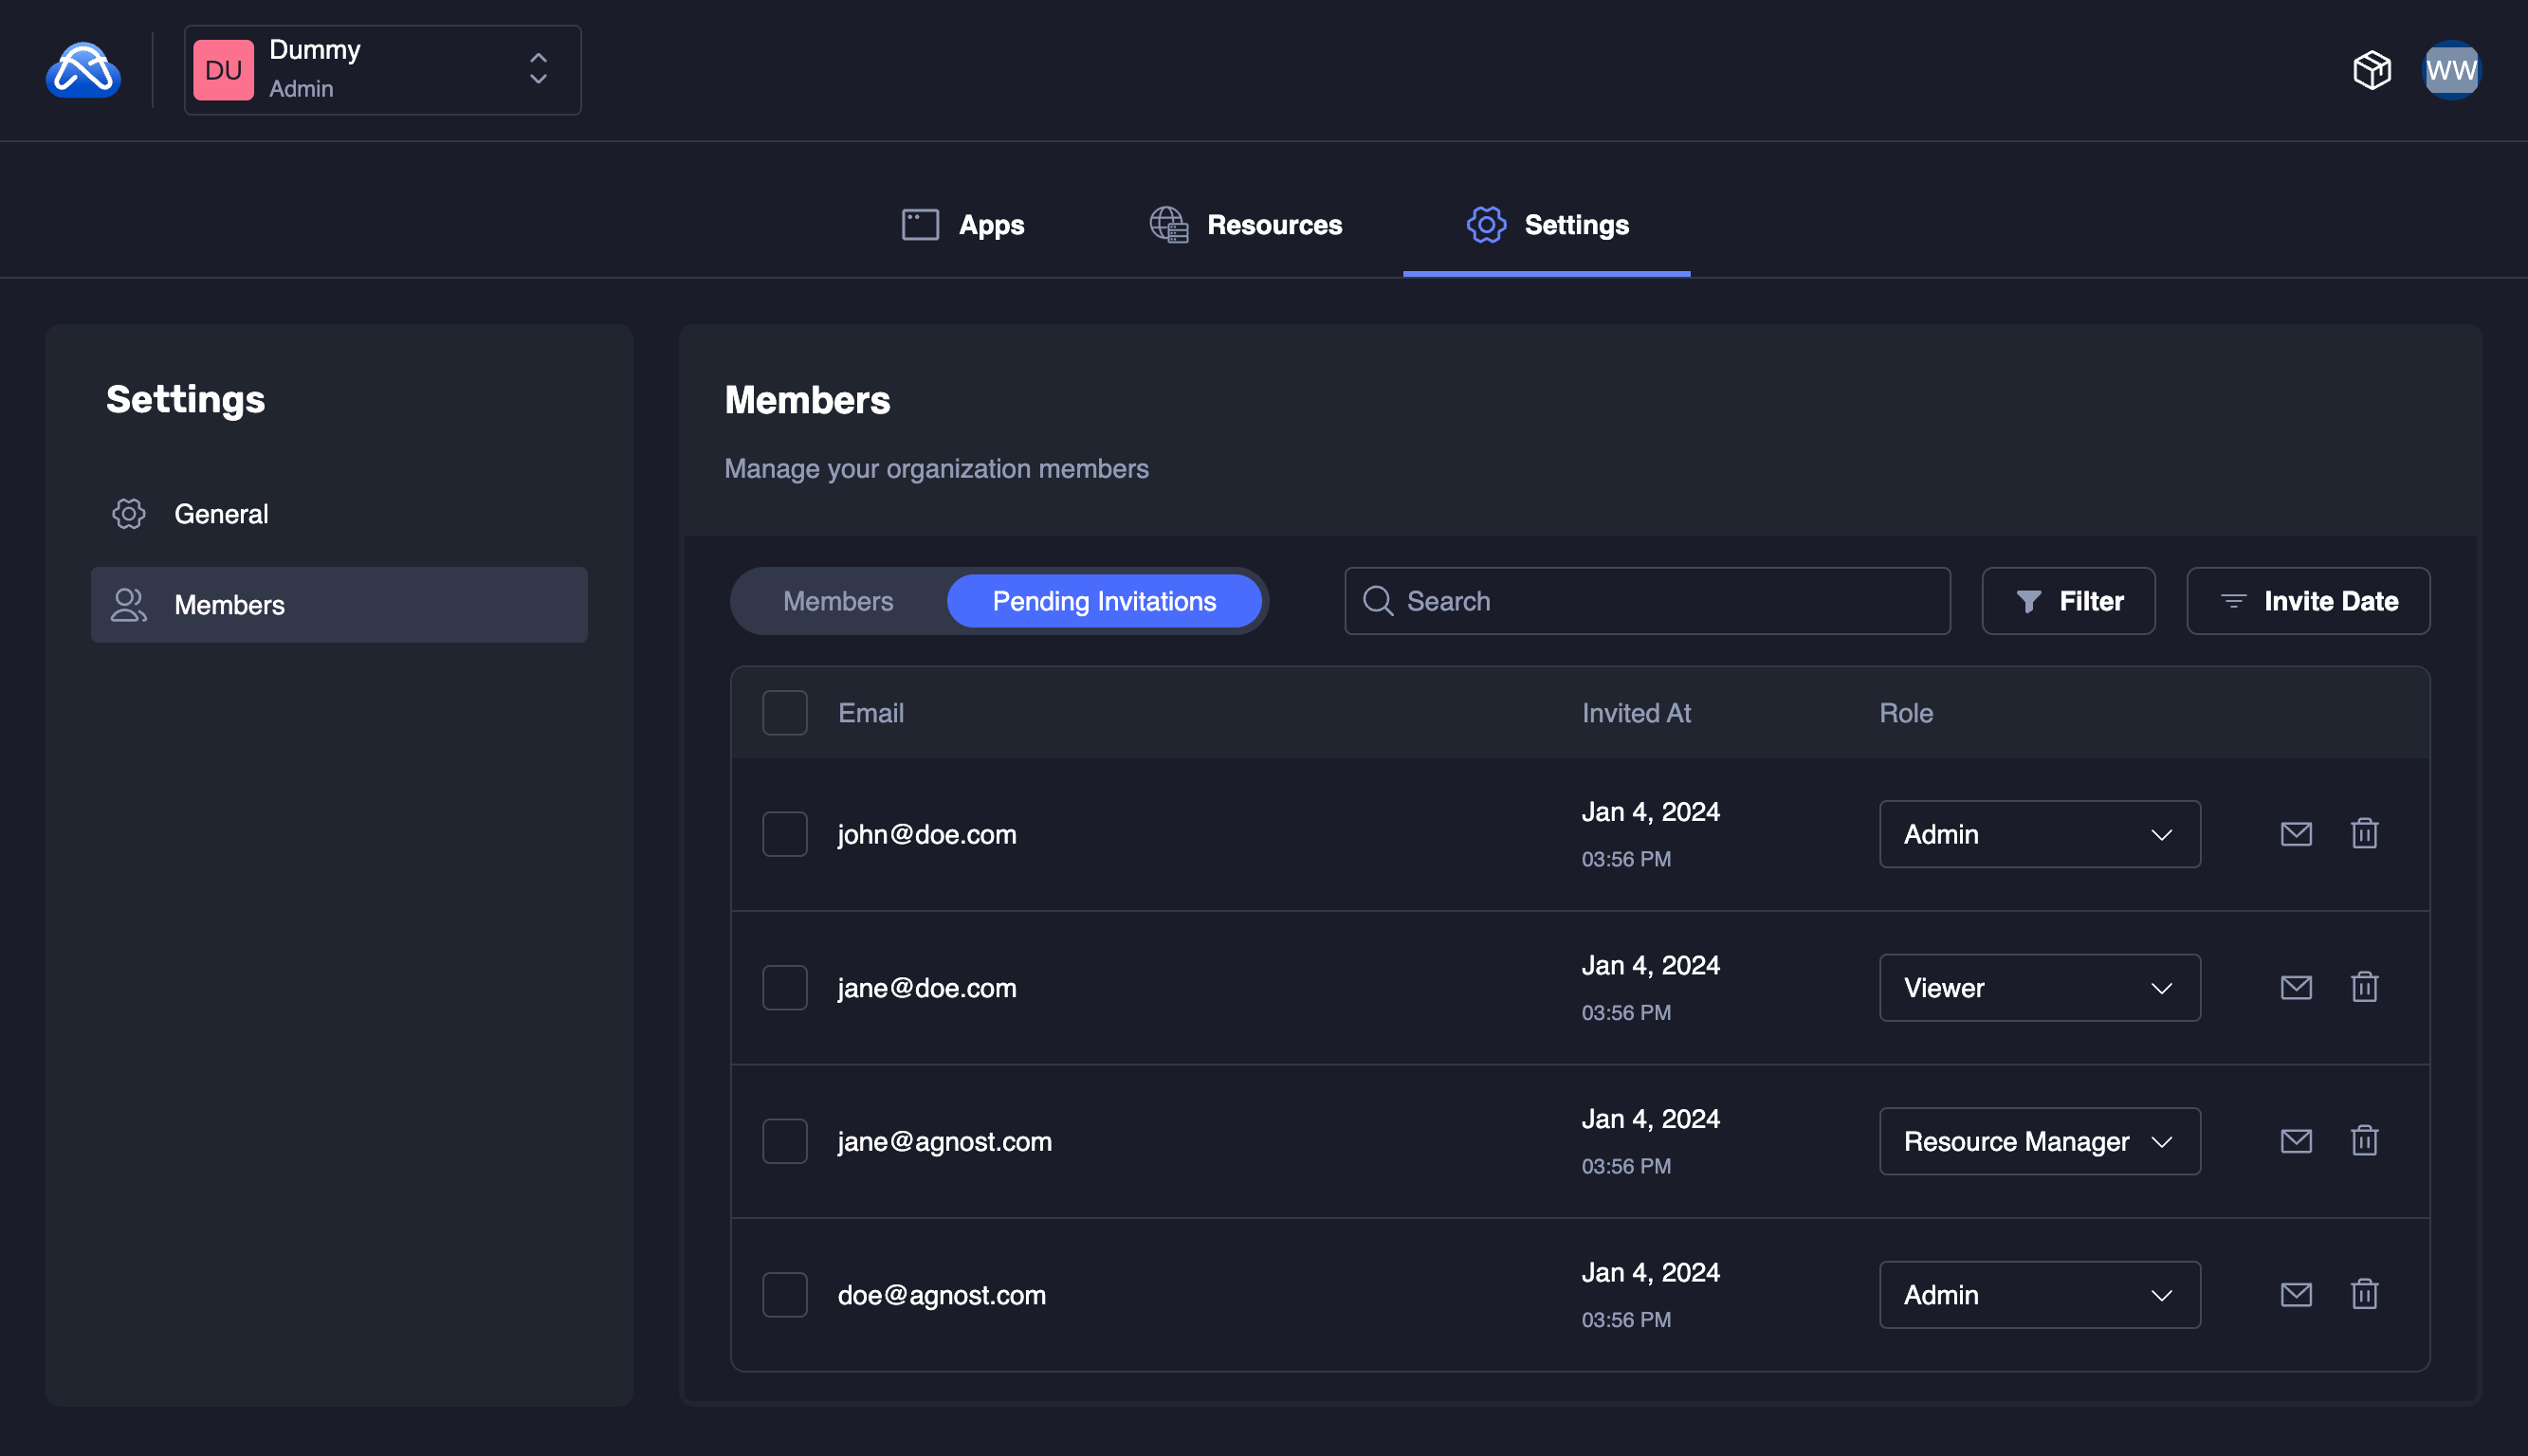 DU
Dummy
Admin
WW
Apps
Resources
Settings
Settings
General
Members
Members
Manage your organization members
Members
Pending Invitations
Search
Filter
Invite Date
Email
Invited At
Role
john@doe.com
Jan 4, 2024
03:56 PM
Admin
jane@doe.com
Jan 4, 2024
03:56 PM
Viewer
jane@agnost.com
Jan 4, 2024
03:56 PM
Resource Manager
doe@agnost.com
Jan 4, 2024
03:56 PM
Admin